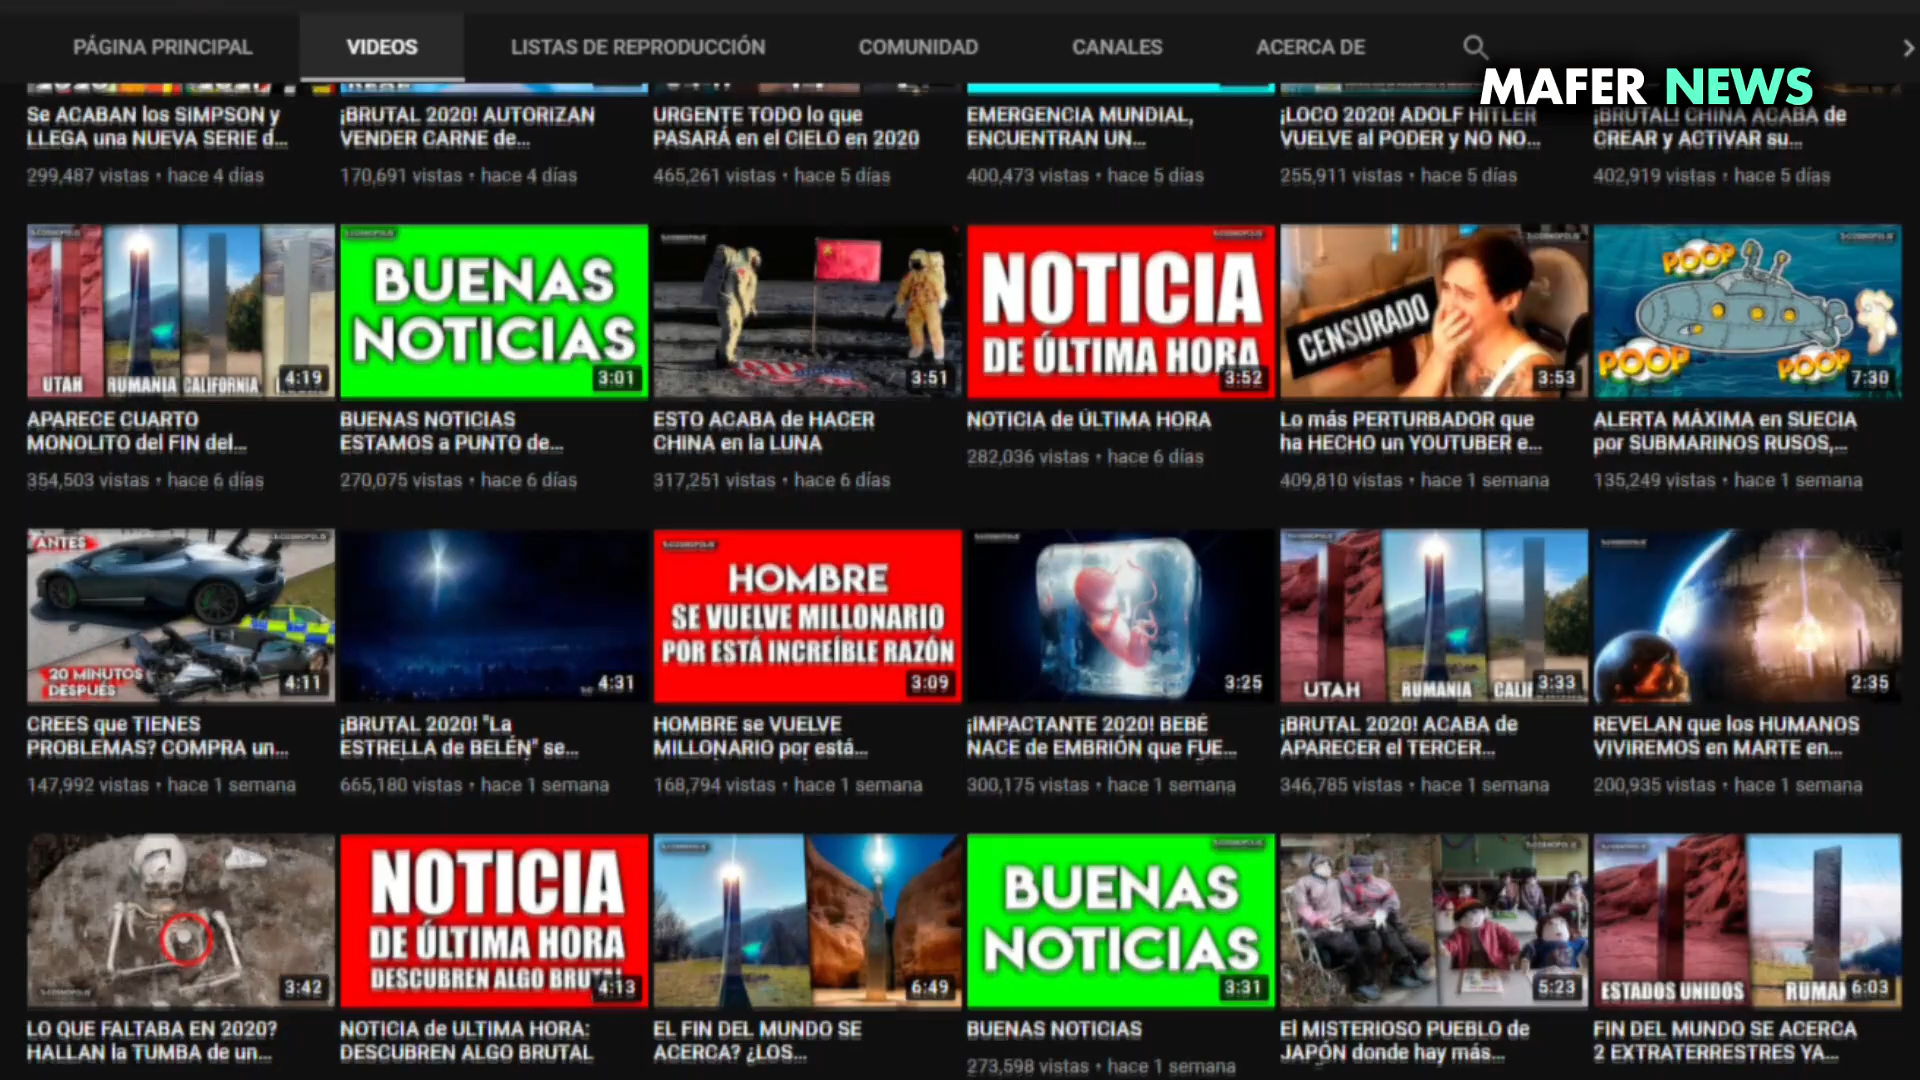 PÁGINA PRINCIPAL
VIDEOS
LISTAS DE REPRODUCCIÓN
COMUNIDAD
CANALES
ACERCA DE
MAFER NEWS
Se ACABAN los SIMPSON y
LLEGA una NUEVA SERIE d...
299,487 vistas • hace 4 días
¡BRUTAL 2020! AUTORIZAN
VENDER CARNE de...
170,691 vistas • hace 4 días
URGENTE TODO lo que
PASARÁ en el CIELO en 2020
465,261 vistas • hace 5 días
EMERGENCIA MUNDIAL,
ENCUENTRAN UN...
400,473 vistas • hace 5 días
¡LOCO 2020! ADOLF HITLER
VUELVE al PODER y NO NO...
255,911 vistas • hace 5 días
¡BRUTAL! CHINA ACABA de
CREAR y ACTIVAR su...
402,919 vistas • hace 5 días
UTAH
RUMANIA
CALIFORNIA
4:19
APARECE CUARTO
MONOLITO del FIN del...
354,503 vistas • hace 6 días
BUENAS
NOTICIAS
3:01
BUENAS NOTICIAS
ESTAMOS a PUNTO de...
270,075 vistas • hace 6 días
3:51
ESTO ACABA de HACER
CHINA en la LUNA
317,251 vistas • hace 6 días
NOTICIA
DE ÚLTIMA HORA
3:52
NOTICIA de ÚLTIMA HORA
282,036 vistas • hace 6 días
CENSURADO
3:53
Lo más PERTURBADOR que
ha HECHO un YOUTUBER e...
409,810 vistas • hace 1 semana
POOP
POOP
POOP
7:30
ALERTA MÁXIMA en SUECIA
por SUBMARINOS RUSOS,...
135,249 vistas • hace 1 semana
ANTES
20 MINUTOS
DESPUÉS
4:11
CREES que TIENES
PROBLEMAS? COMPRA un...
147,992 vistas • hace 1 semana
4:31
¡BRUTAL 2020! "La
ESTRELLA de BELÉN" se...
665,180 vistas • hace 1 semana
HOMBRE
SE VUELVE MILLONARIO
POR ESTÁ INCREÍBLE RAZÓN
3:09
HOMBRE se VUELVE
MILLONARIO por está...
168,794 vistas • hace 1 semana
3:25
¡IMPACTANTE 2020! BEBÉ
NACE de EMBRIÓN que FUE...
300,175 vistas • hace 1 semana
UTAH
RUMANIA
CALIF
3:33
¡BRUTAL 2020! ACABA de
APARECER el TERCER...
346,785 vistas • hace 1 semana
2:35
REVELAN que los HUMANOS
VIVIREMOS en MARTE en...
200,935 vistas • hace 1 semana
3:42
LO QUE FALTABA EN 2020?
HALLAN la TUMBA de un...
NOTICIA
DE ÚLTIMA HORA
DESCUBREN ALGO BRUTAL
4:13
NOTICIA de ULTIMA HORA:
DESCUBREN ALGO BRUTAL
6:49
EL FIN DEL MUNDO SE
ACERCA? ¿LOS...
BUENAS
NOTICIAS
3:31
BUENAS NOTICIAS
273,598 vistas • hace 1 semana
5:23
El MISTERIOSO PUEBLO de
JAPÓN donde hay más...
ESTADOS UNIDOS
RUMAN
6:03
FIN DEL MUNDO SE ACERCA
2 EXTRATERRESTRES YA...